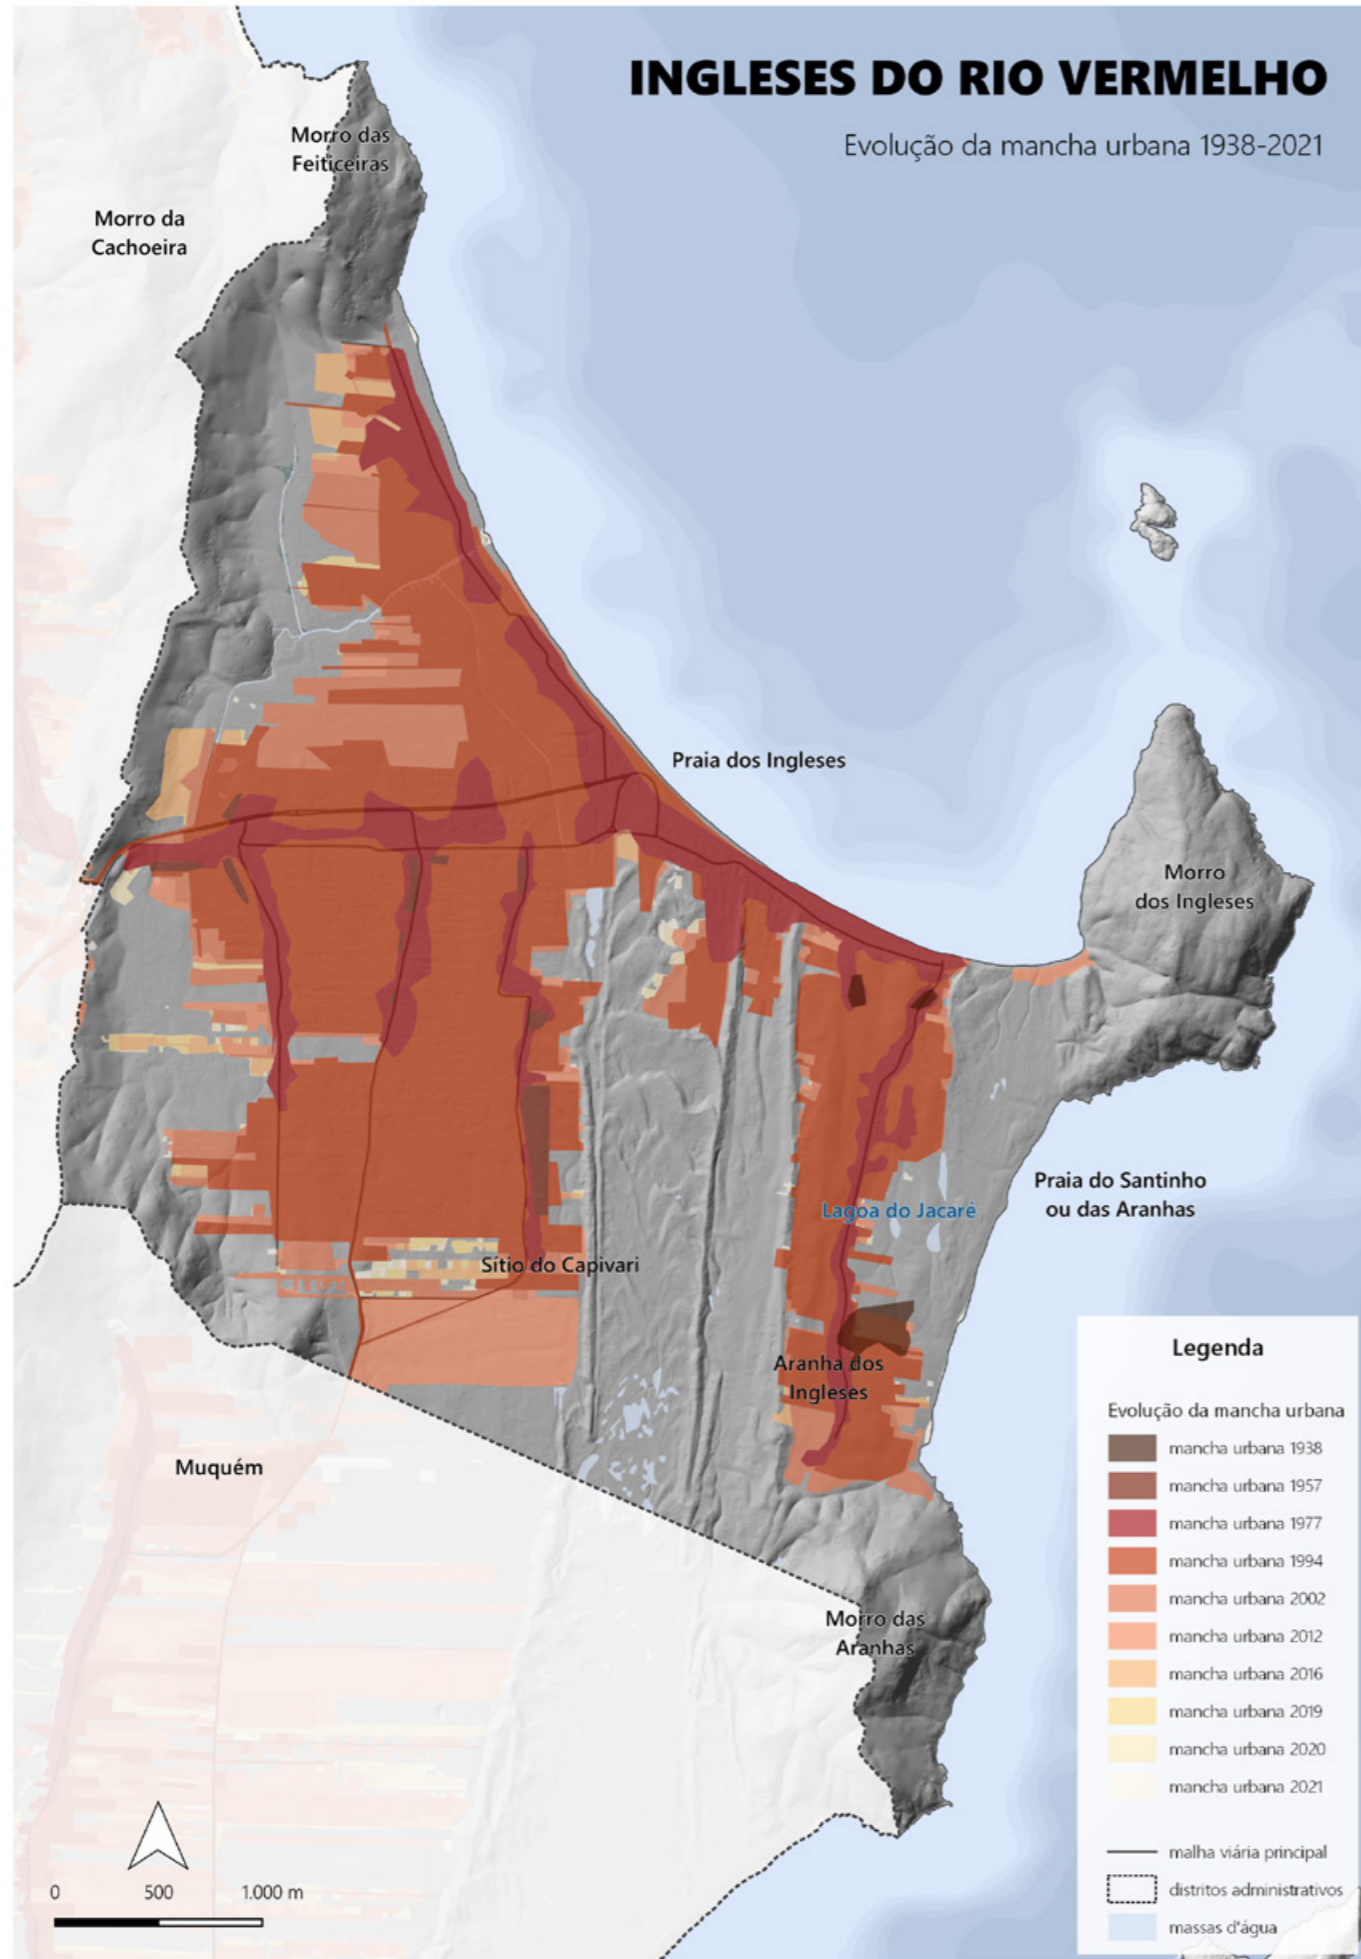 INGLESES DO RIO VERMELHO
Evolução da mancha urbana 1938-2021
Morro das
Feiticeiras
Morro da
Cachoeira
Praia dos Ingleses
Morro
dos Ingleses
Praia do Santinho
ou das Aranhas
Lagoa do Jacaré
Sítio do Capivari
Aranha dos
Ingleses
Muquém
Morro das
Aranhas
Legenda
Evolução da mancha urbana
mancha urbana 1938
mancha urbana 1957
mancha urbana 1977
mancha urbana 1994
mancha urbana 2002
mancha urbana 2012
mancha urbana 2016
mancha urbana 2019
mancha urbana 2020
mancha urbana 2021
malha viária principal
distritos administrativos
massas d'água
0 500 1.000 m